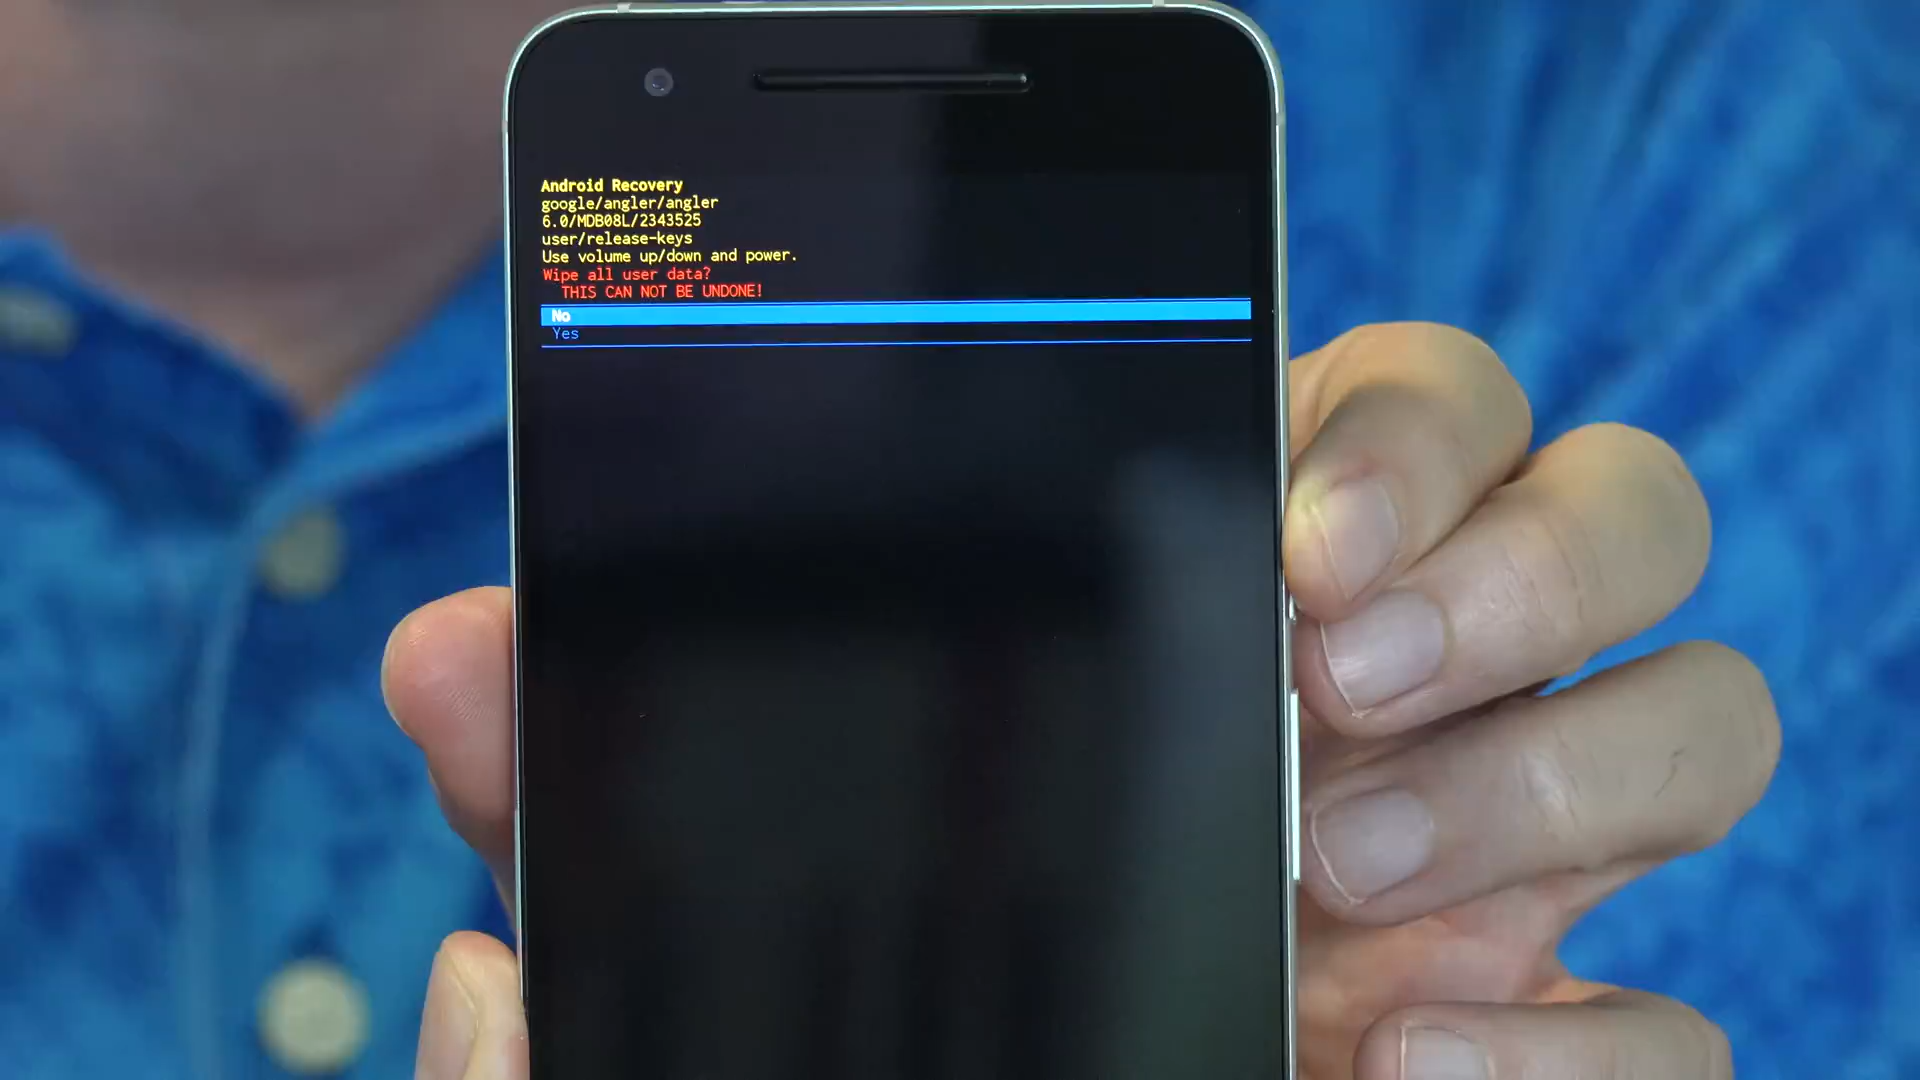 Android Recovery
google/angler/angler
6.0/MDB08L/2343525
user/release-keys
Use volume up/down and power.
Wipe all user data?
THIS CAN NOT BE UNDONE!
No
Yes